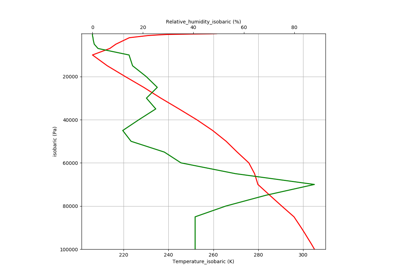 Relative_humidity_isobaric (%)
0 20 40 60 80
20000
40000
60000
80000
100000
isobaric (Pa)
220 240 260 280 300
Temperature_isobaric (K)